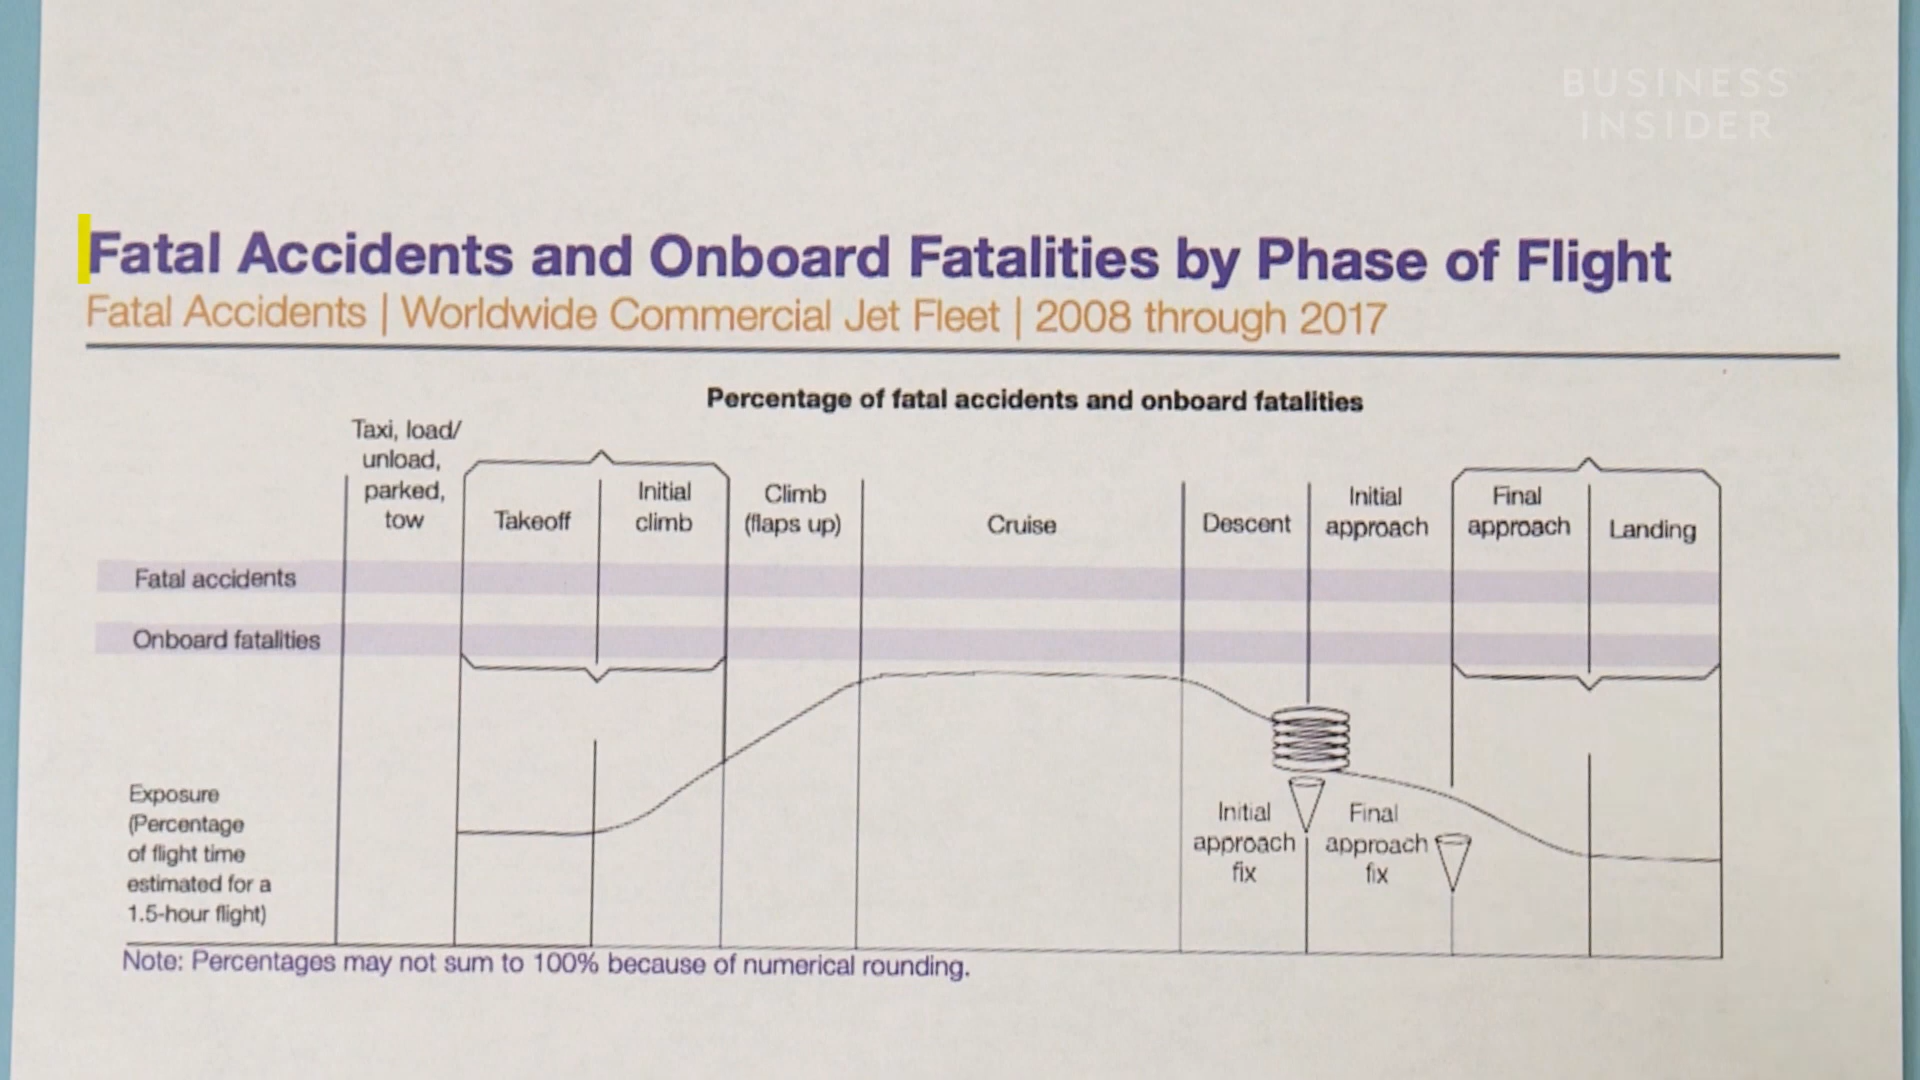 BUSINESS
INSIDER
Fatal Accidents and Onboard Fatalities by Phase of Flight
Fatal Accidents | Worldwide Commercial Jet Fleet | 2008 through 2017
Percentage of fatal accidents and onboard fatalities
Taxi, load/
unload,
parked,
tow
Takeoff
Initial
climb
Climb
(flaps up)
Cruise
Descent
Initial
approach
Final
approach
Landing
Fatal accidents
Onboard fatalities
Exposure
(Percentage
of flight time
estimated for a
1.5-hour flight)
Initial
approach
fix
Final
approach
fix
Note: Percentages may not sum to 100% because of numerical rounding.